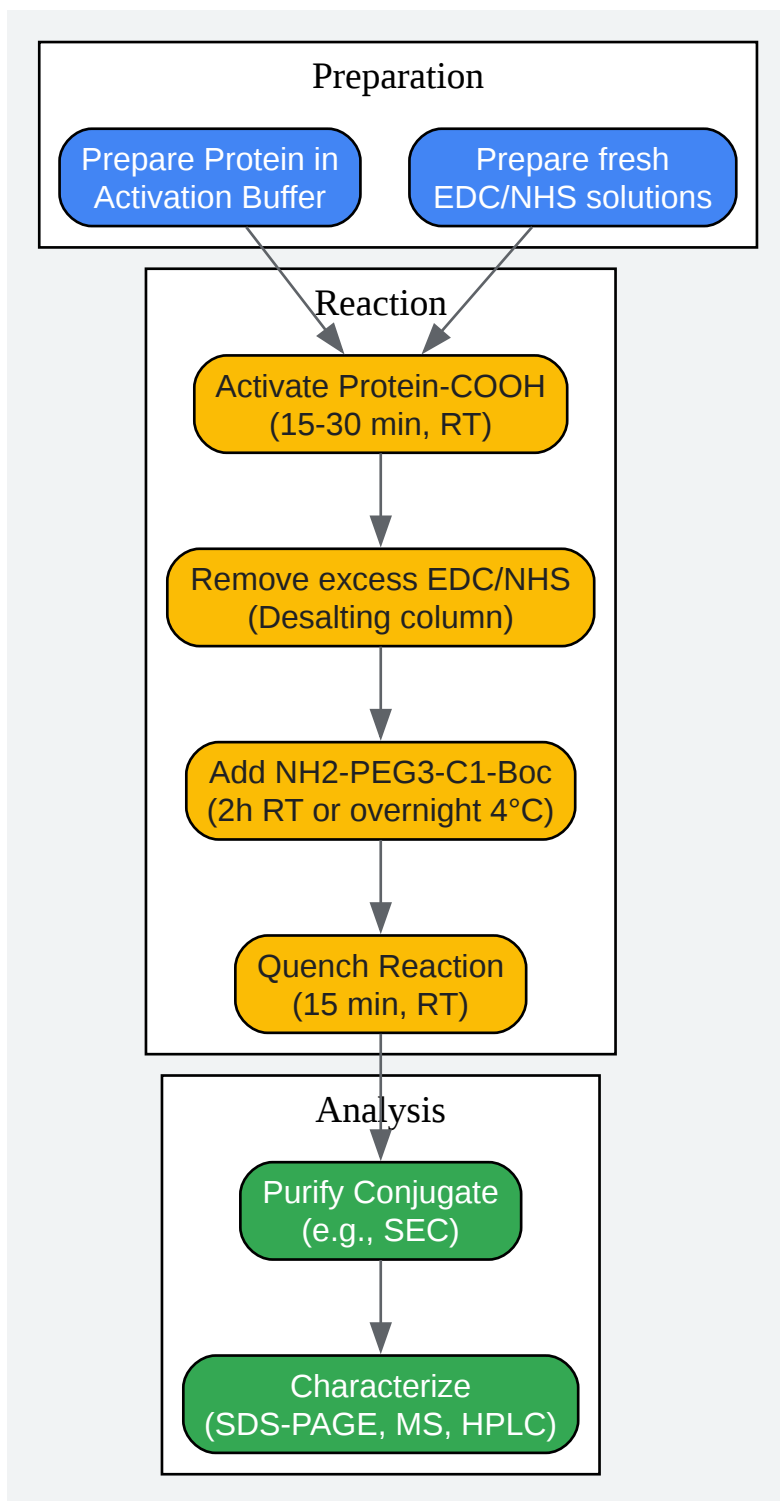 Preparation
Prepare Protein in
Activation Buffer
Prepare fresh
EDC/NHS solutions
Reaction
Activate Protein-COOH
(15-30 min, RT)
Remove excess EDC/NHS
(Desalting column)
Add NH2-PEG3-C1-Boc
(2h RT or overnight 4°C)
Quench Reaction
(15 min, RT)
Analysis
Purify Conjugate
(e.g., SEC)
Characterize
(SDS-PAGE, MS, HPLC)